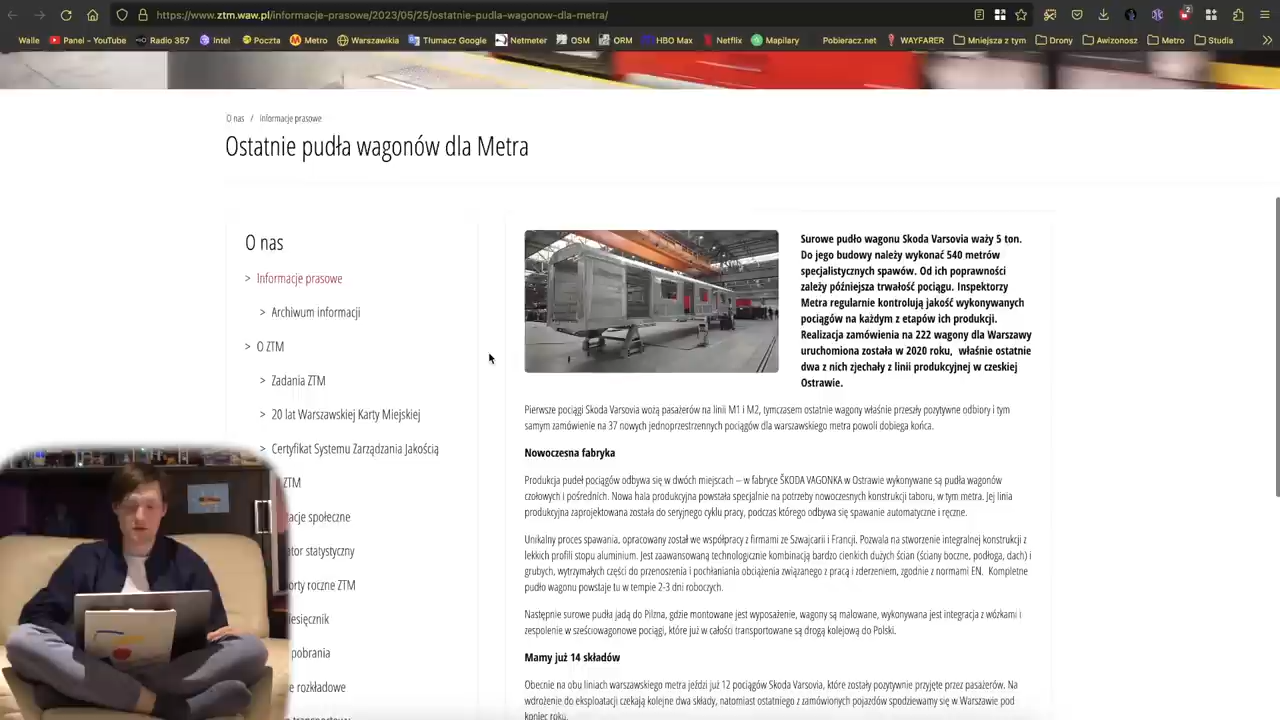 https://www.ztm.waw.pl/informacje-prasowe/2023/05/25/ostatnie-pudla-wagonow-dla-metra/
2
Walle Panel - YouTube Radio 357 Intel Poczta Metro Warszawikia Tłumacz Google Netmeter OSM ORM HBO Max Netflix Mapilary Pobieracz.net WAYFARER Mniejsza z tym Drony Awizonosz Metro Studia
O nas / Informacje prasowe
Ostatnie pudła wagonów dla Metra
O nas
> Informacje prasowe
> Archiwum informacji
> O ZTM
> Zadania ZTM
> 20 lat Warszawskiej Karty Miejskiej
> Certyfikat Systemu Zarządzania Jakością
ZTM
tacje społeczne
ator statystyczny
orty roczne ZTM
iesięcznik
pobrania
e rozkładowe
Surowe pudło wagonu Skoda Varsovia waży 5 ton.
Do jego budowy należy wykonać 540 metrów
specjalistycznych spawów. Od ich poprawności
zależy późniejsza trwałość pociągu. Inspektorzy
Metra regularnie kontrolują jakość wykonywanych
pociągów na każdym z etapów ich produkcji.
Realizacja zamówienia na 222 wagony dla Warszawy
uruchomiona została w 2020 roku, właśnie ostatnie
dwa z nich zjechały z linii produkcyjnej w czeskiej
Ostrawie.
Pierwsze pociągi Skoda Varsovia wożą pasażerów na linii M1 i M2, tymczasem ostatnie wagony właśnie przeszły pozytywne odbiory i tym
samym zamówienie na 37 nowych jednoprzestrzennych pociągów dla warszawskiego metra powoli dobiega końca.
Nowoczesna fabryka
Produkcja pudeł pociągów odbywa się w dwóch miejscach – w fabryce ŠKODA VAGONKA w Ostrawie wykonywane są pudła wagonów
czołowych i pośrednich. Nowa hala produkcyjna powstała specjalnie na potrzeby nowoczesnych konstrukcji taboru, w tym metra. Jej linia
produkcyjna zaprojektowana została do seryjnego cyklu pracy, podczas którego odbywa się spawanie automatyczne i ręczne.
Unikalny proces spawania, opracowany został we współpracy z firmami ze Szwajcarii i Francji. Pozwala na stworzenie integralnej konstrukcji z
lekkich profili stopu aluminium. Jest zaawansowaną technologicznie kombinacją bardzo cienkich dużych ścian (ściany boczne, podłoga, dach) i
grubych, wytrzymałych części do przenoszenia i pochłaniania obciążenia związanego z pracą i zderzeniem, zgodnie z normami EN. Kompletne
pudło wagonu powstaje tu w tempie 2-3 dni roboczych.
Następnie surowe pudła jadą do Pilzna, gdzie montowane jest wyposażenie, wagony są malowane, wykonywana jest integracja z wózkami i
zespolenie w sześciowagonowe pociągi, które już w całości transportowane są drogą kolejową do Polski.
Mamy już 14 składów
Obecnie na obu liniach warszawskiego metra jeździ już 12 pociągów Skoda Varsovia, które zostały pozytywnie przyjęte przez pasażerów. Na
wdrożenie do eksploatacji czekają kolejne dwa składy, natomiast ostatniego z zamówionych pojazdów spodziewamy się w Warszawie pod
koniec roku.